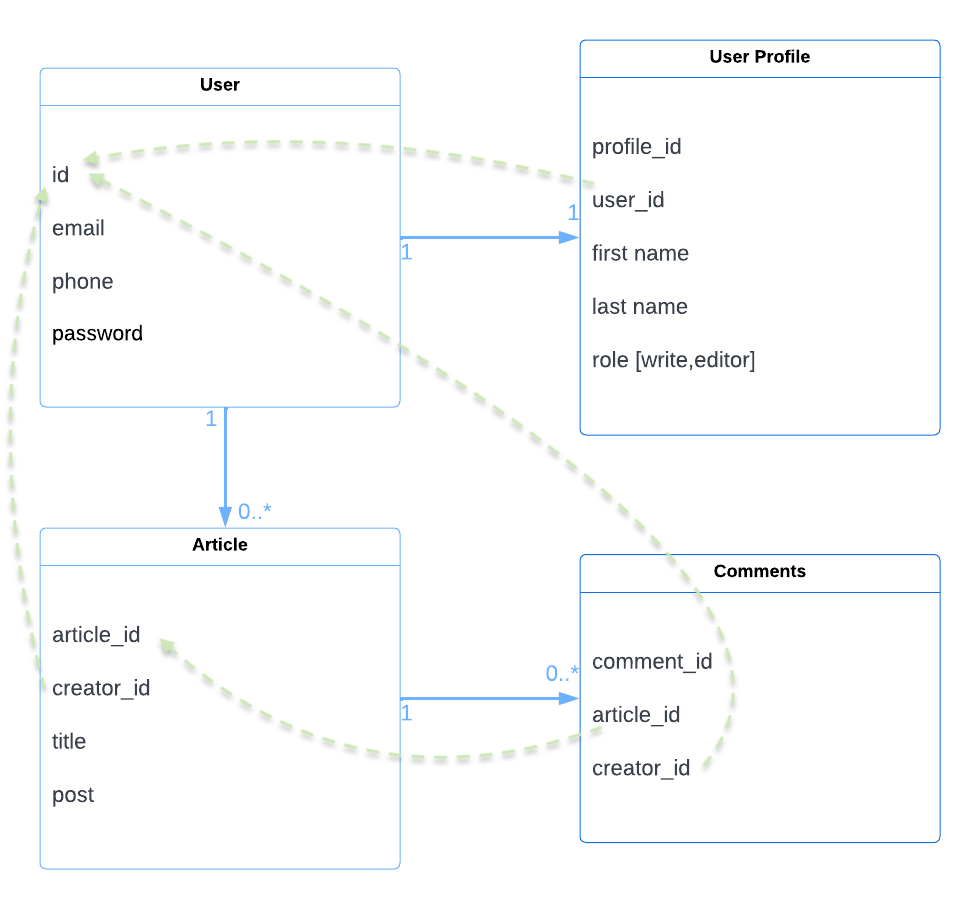 User
id
email
phone
password
1
1
User Profile
profile_id
user_id
first name
last name
role [write,editor]
1
0..*
Article
article_id
creator_id
title
post
1
0..*
Comments
comment_id
article_id
creator_id